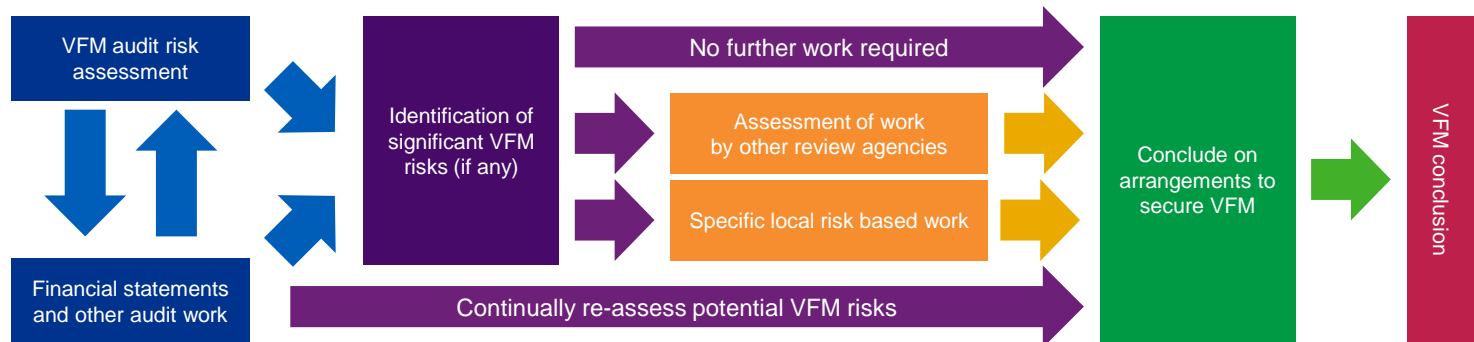 VFM audit risk
assessment
Financial statements
and other audit work
Identification of
significant VFM
risks (if any)
No further work required
Assessment of work
by other review agencies
Specific local risk based work
Continually re-assess potential VFM risks
Conclude on
arrangements to
secure VFM
VFM conclusion